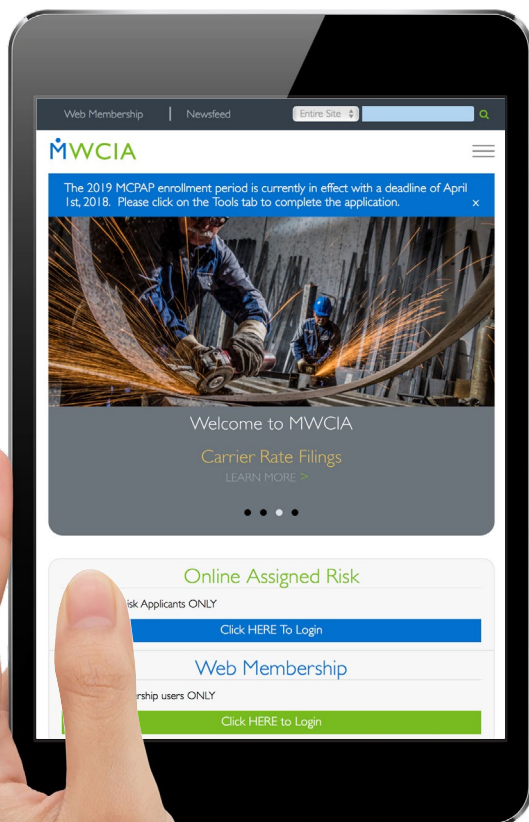 Web Membership | Newsfeed Entire Site
MWCIA
The 2019 MCPAP enrollment period is currently in effect with a deadline of April
1st, 2018. Please click on the Tools tab to complete the application. x
Welcome to MWCIA
Carrier Rate Filings
LEARN MORE >
Online Assigned Risk
isk Applicants ONLY
Click HERE To Login
Web Membership
rship users ONLY
Click HERE to Login